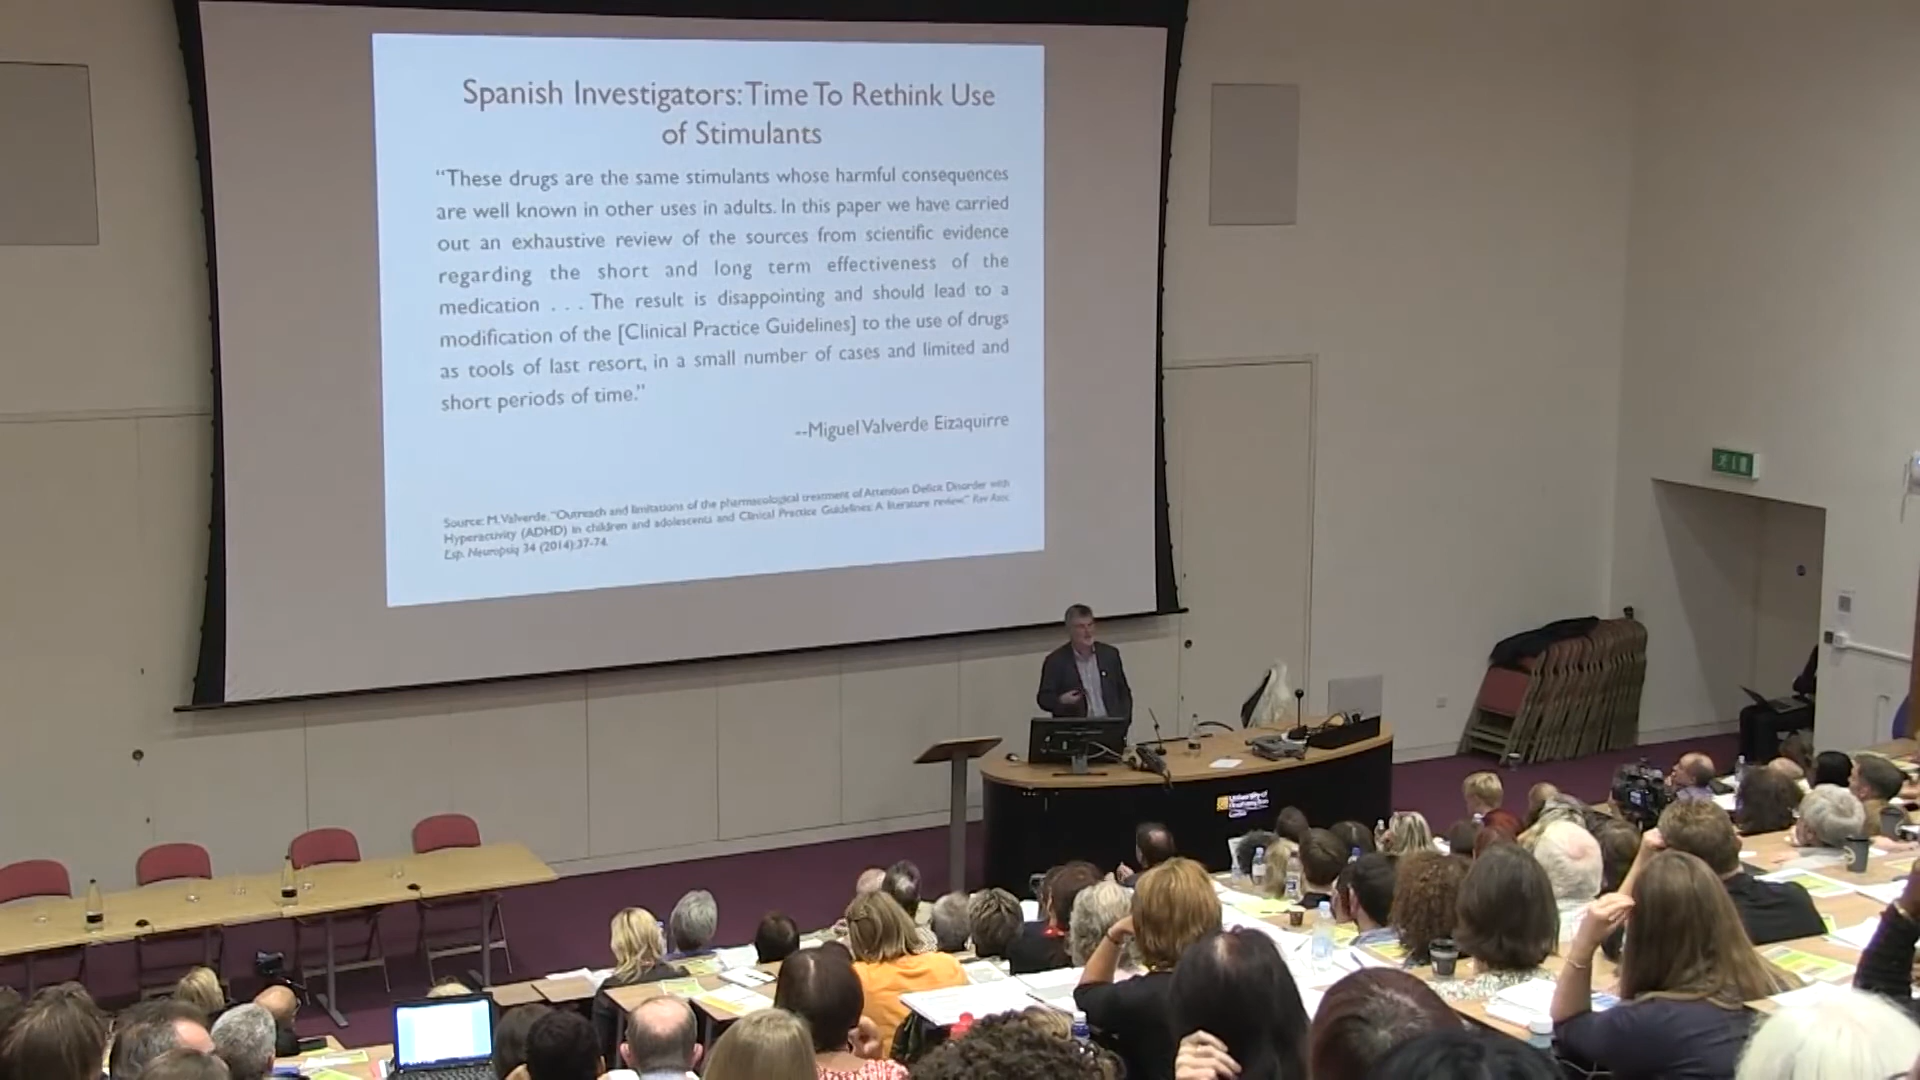 Spanish Investigators: Time To Rethink Use
of Stimulants
“These drugs are the same stimulants whose harmful consequences
are well known in other uses in adults. In this paper we have carried
out an exhaustive review of the sources from scientific evidence
regarding the short and long term effectiveness of the
medication . . . The result is disappointing and should lead to a
modification of the [Clinical Practice Guidelines] to the use of drugs
as tools of last resort, in a small number of cases and limited and
short periods of time.”
--Miguel Valverde Eizaquirre
Source: M. Valverde. “Outreach and limitations of the pharmacological treatment of Attention Deficit Disorder with
Hyperactivity (ADHD) in children and adolescents and Clinical Practice Guidelines: A literature review.” Rev Asoc
Esp. Neuropsiq 34 (2014):37-74.
University of